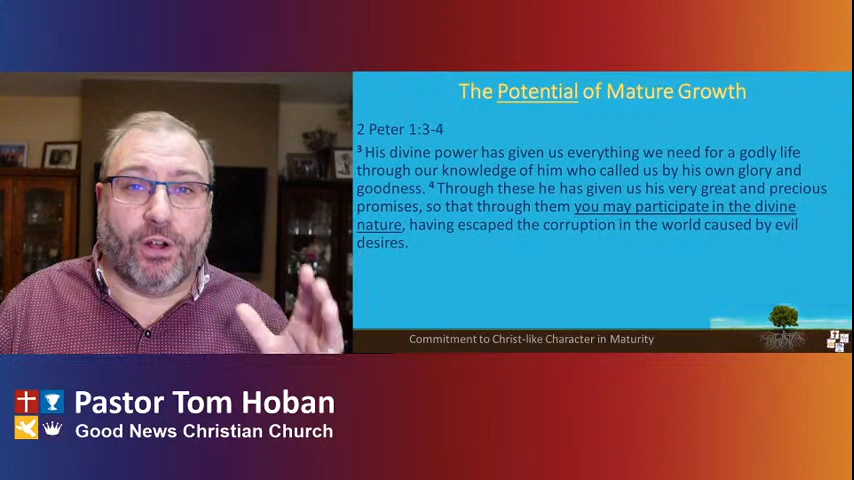 The Potential of Mature Growth
2 Peter 1:3-4
³ His divine power has given us everything we need for a godly life
through our knowledge of him who called us by his own glory and
goodness. ⁴ Through these he has given us his very great and precious
promises, so that through them you may participate in the divine
nature, having escaped the corruption in the world caused by evil
desires.
Commitment to Christ-like Character in Maturity
Pastor Tom Hoban
Good News Christian Church